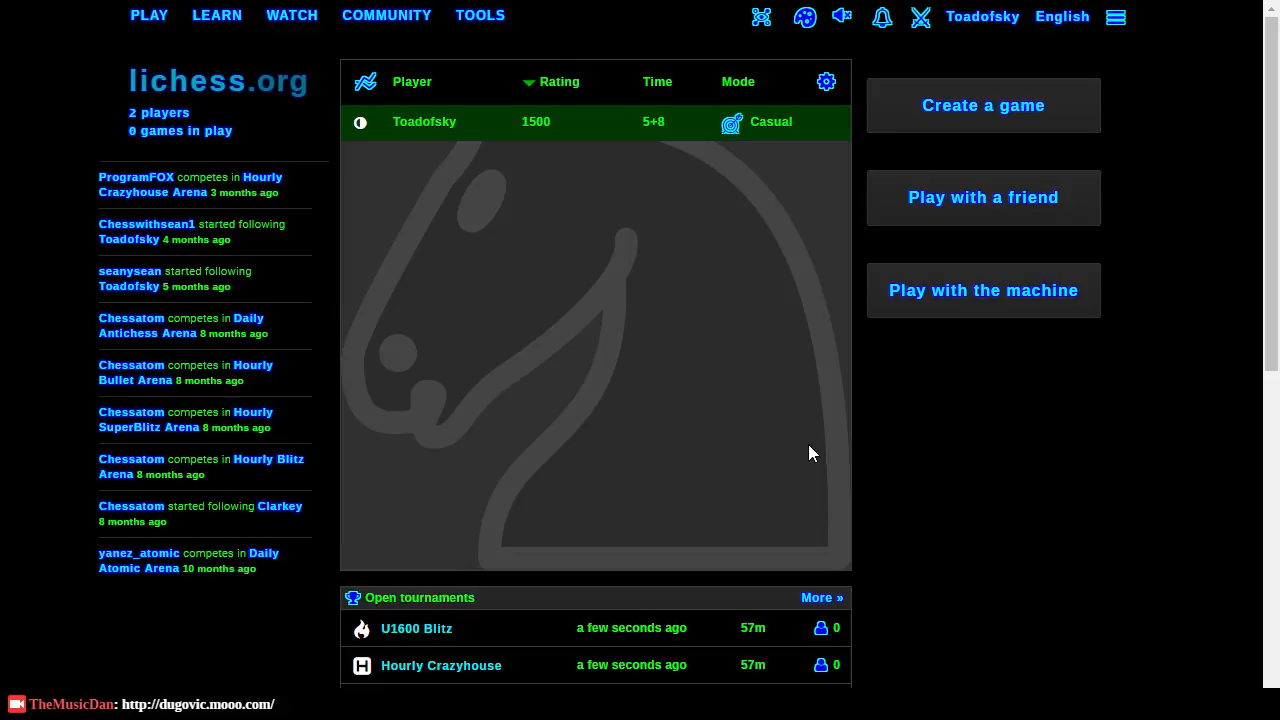 PLAY LEARN WATCH COMMUNITY TOOLS
Toadofsky English
lichess.org
2 players
0 games in play
ProgramFOX competes in Hourly
Crazyhouse Arena 3 months ago
Chesswithsean1 started following
Toadofsky 4 months ago
seanysean started following
Toadofsky 5 months ago
Chessatom competes in Daily
Antichess Arena 8 months ago
Chessatom competes in Hourly
Bullet Arena 8 months ago
Chessatom competes in Hourly
SuperBlitz Arena 8 months ago
Chessatom competes in Hourly Blitz
Arena 8 months ago
Chessatom started following Clarkey
8 months ago
yanez_atomic competes in Daily
Atomic Arena 10 months ago
Player Rating Time Mode
Toadofsky 1500 5+8 Casual
Open tournaments More »
U1600 Blitz a few seconds ago 57m 0
H Hourly Crazyhouse a few seconds ago 57m 0
Create a game
Play with a friend
Play with the machine
TheMusicDan: http://dugovic.mooo.com/